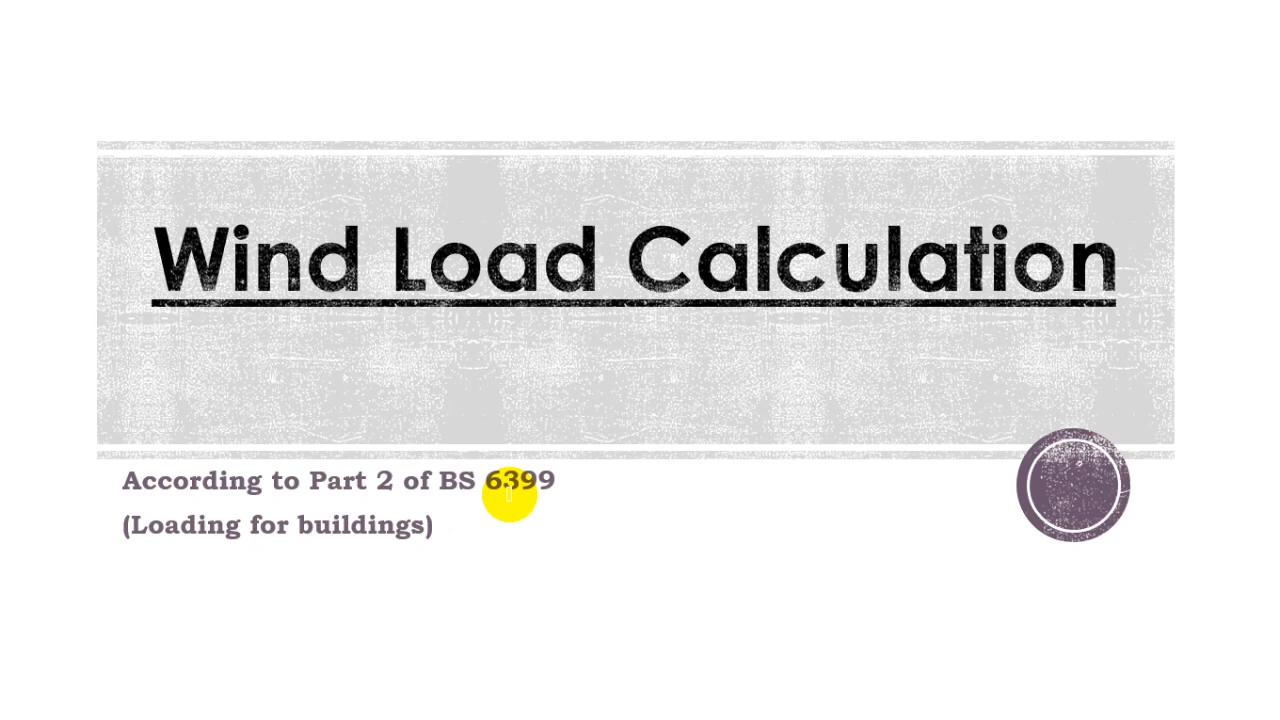 Wind Load Calculation
According to Part 2 of BS 6399
(Loading for buildings)